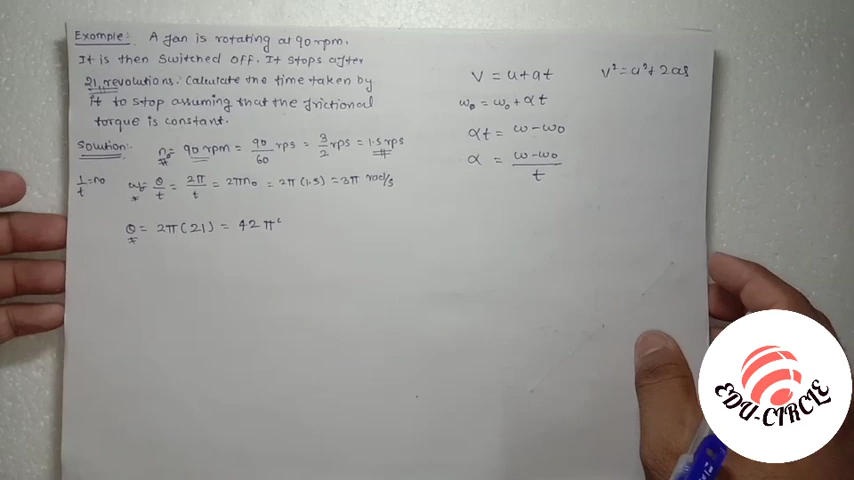 Example:- A fan is rotating at 90 rpm.
It is then switched off. It stops after
21 revolutions. Calculate the time taken by
it to stop assuming that the frictional
torque is constant.
Solution:- n₀ = 90 rpm = 90/60 rps = 3/2 rps = 1.5 rps
1/t = n₀ ω₀ = θ/t = 2π/t = 2πn₀ = 2π(1.5) = 3π rad/s
θ = 2π(21) = 42πᶜ
v = u + at
ω = ω₀ + αt
αt = ω - ω₀
α = ω - ω₀ / t
v² = u² + 2as
EDU-CIRCLE